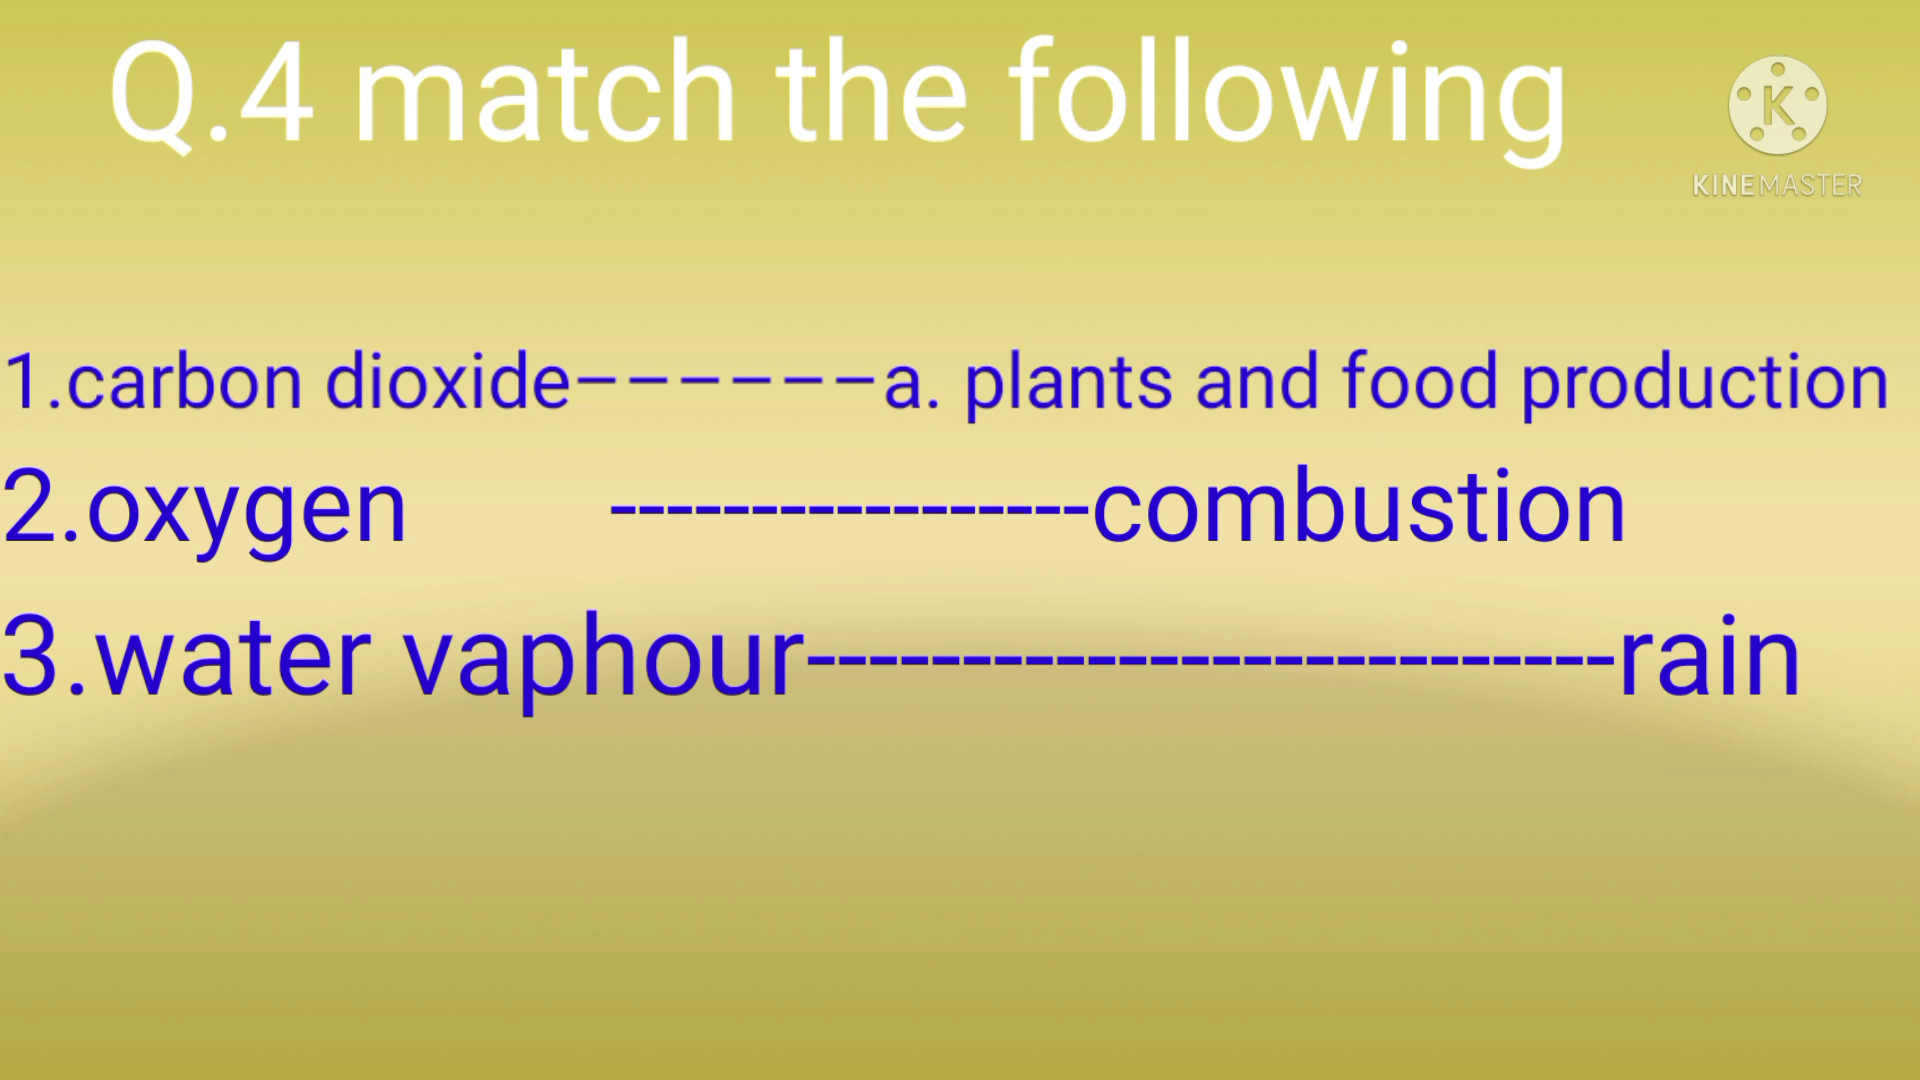 Q.4 match the following
K
KINEMASTER
1.carbon dioxide------a. plants and food production
2.oxygen -----------------combustion
3.water vaphour--------------------------rain